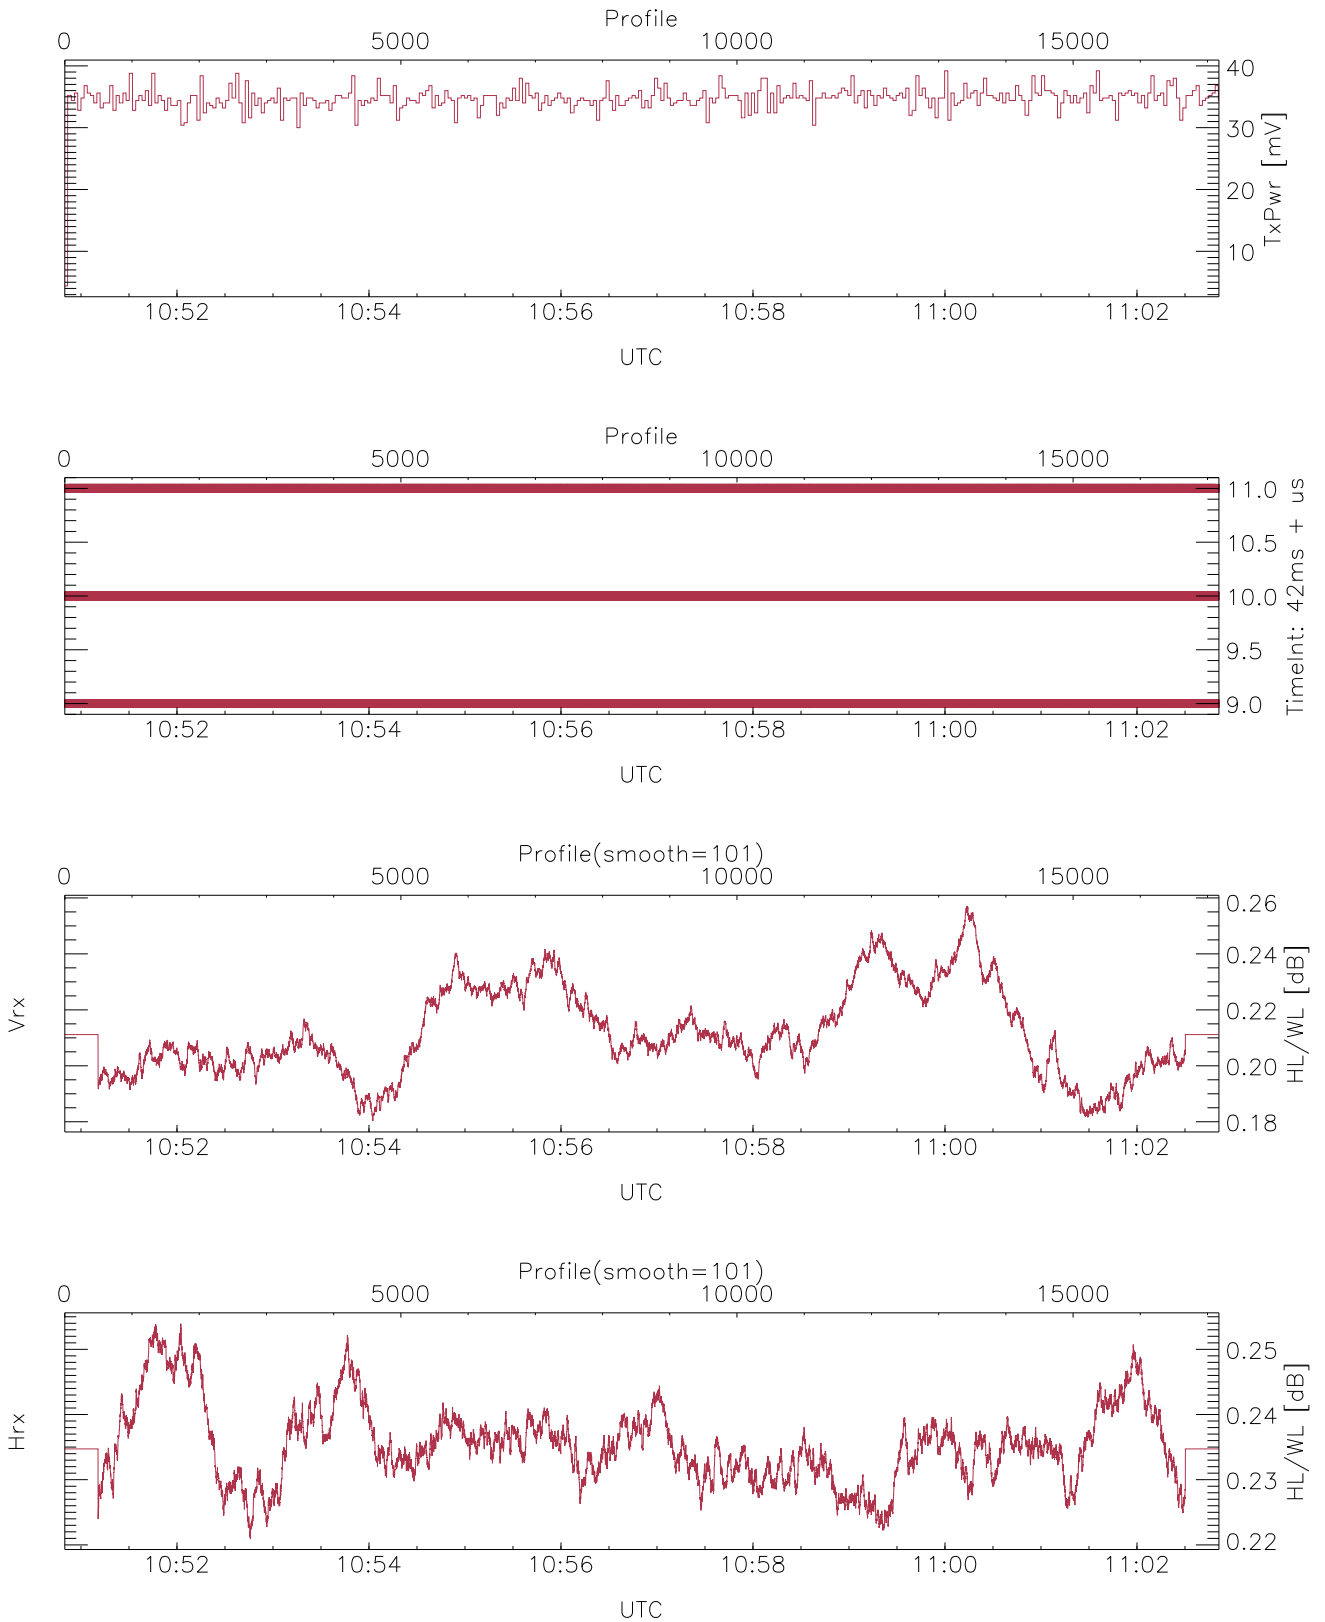 Profile
0 5000 10000 15000
40
30
20
10
TxPwr [mV]
10:52 10:54 10:56 10:58 11:00 11:02
UTC
Profile
0 5000 10000 15000
11.0
10.5
10.0
9.5
9.0
TimeInt: 42ms + us
10:52 10:54 10:56 10:58 11:00 11:02
UTC
Profile(smooth=101)
0 5000 10000 15000
Vrx
0.26
0.24
0.22
0.20
0.18
HL/WL [dB]
10:52 10:54 10:56 10:58 11:00 11:02
UTC
Profile(smooth=101)
0 5000 10000 15000
Hrx
0.25
0.24
0.23
0.22
HL/WL [dB]
10:52 10:54 10:56 10:58 11:00 11:02
UTC